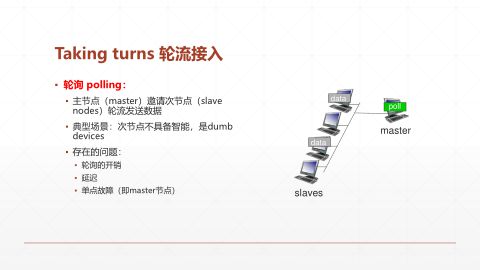 Taking turns 轮流接入
轮询 polling：
主节点（master）邀请次节点（slave
nodes）轮流发送数据
典型场景：次节点不具备智能，是dumb
devices
存在的问题：
轮询的开销
延迟
单点故障（即master节点）
data
poll
master
data
slaves